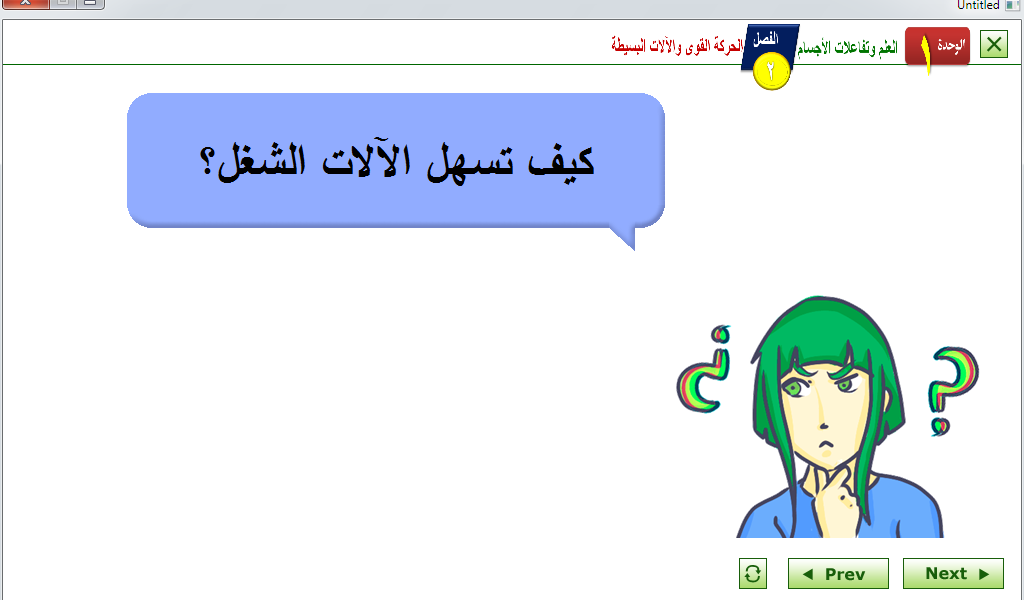 Untitled
الوحدة ١ العلم وتفاعلات الأجسام الفصل ٢ الحركة القوى والآلات البسيطة
كيف تسهل الآلات الشغل؟
؟ ?
Prev Next